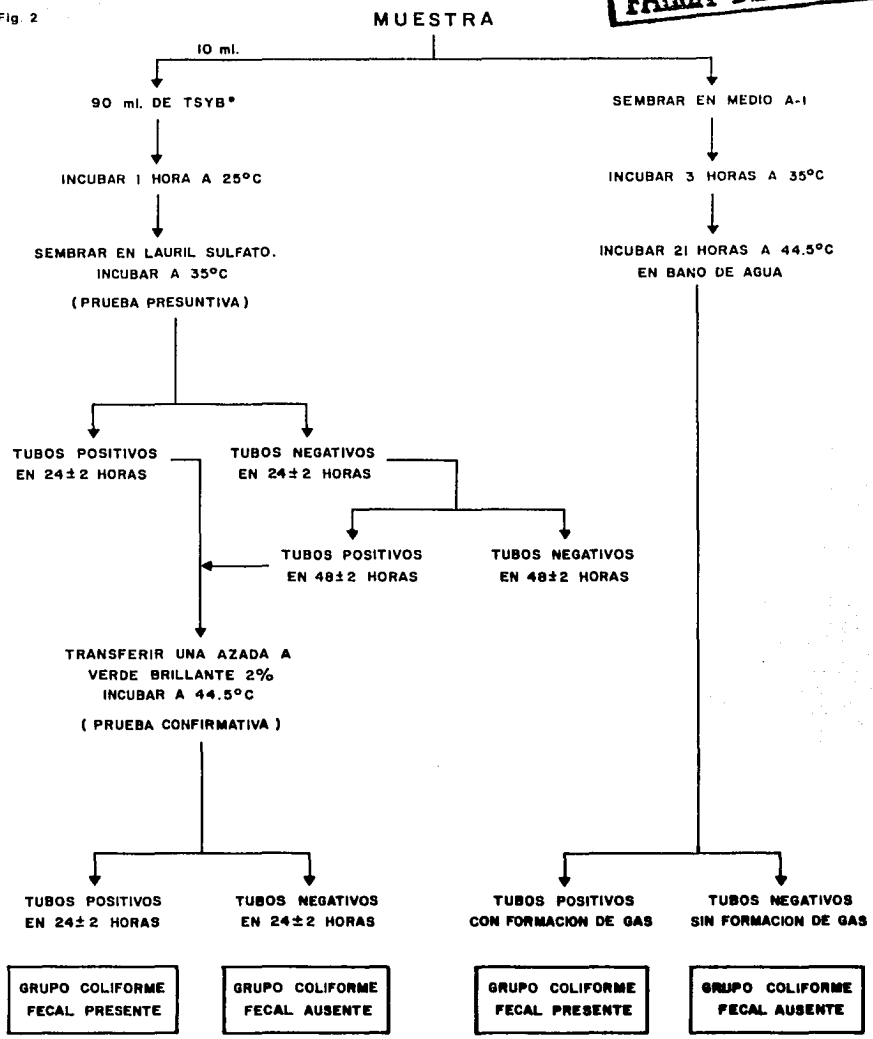 Fig. 2
MUESTRA
10 ml.
90 ml. DE TSYB*
INCUBAR 1 HORA A 25ºC
SEMBRAR EN LAURIL SULFATO.
INCUBAR A 35ºC
(PRUEBA PRESUNTIVA)
SEMBRAR EN MEDIO A-1
INCUBAR 3 HORAS A 35ºC
INCUBAR 21 HORAS A 44.5ºC
EN BANO DE AGUA
TUBOS POSITIVOS
EN 24±2 HORAS
TUBOS NEGATIVOS
EN 24±2 HORAS
TUBOS POSITIVOS
EN 48±2 HORAS
TUBOS NEGATIVOS
EN 48±2 HORAS
TRANSFERIR UNA AZADA A
VERDE BRILLANTE 2%
INCUBAR A 44.5ºC
( PRUEBA CONFIRMATIVA )
TUBOS POSITIVOS
EN 24±2 HORAS
TUBOS NEGATIVOS
EN 24±2 HORAS
TUBOS POSITIVOS
CON FORMACION DE GAS
TUBOS NEGATIVOS
SIN FORMACION DE GAS
GRUPO COLIFORME
FECAL PRESENTE
GRUPO COLIFORME
FECAL AUSENTE
GRUPO COLIFORME
FECAL PRESENTE
GRUPO COLIFORME
FECAL AUSENTE